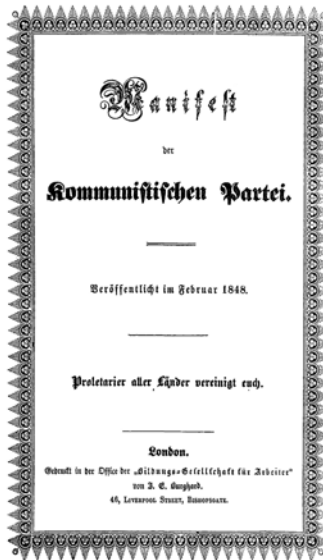 Manifest
der
Kommunistischen Partei.
Veröffentlicht im Februar 1848.
Proletarier aller Länder vereinigt euch.
London.
Gedruckt in der Office der „Bildungs=Gesellschaft für Arbeiter“
von J. E. Burghard.
46, LIVERPOOL STREET, BISHOPSGATE.